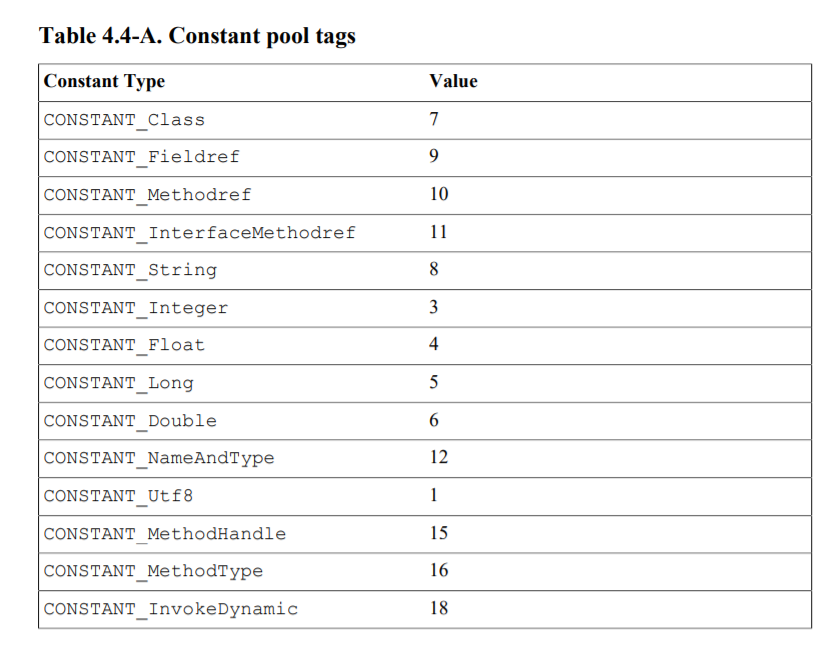 Table 4.4-A. Constant pool tags
Constant Type Value
CONSTANT_Class 7
CONSTANT_Fieldref 9
CONSTANT_Methodref 10
CONSTANT_InterfaceMethodref 11
CONSTANT_String 8
CONSTANT_Integer 3
CONSTANT_Float 4
CONSTANT_Long 5
CONSTANT_Double 6
CONSTANT_NameAndType 12
CONSTANT_Utf8 1
CONSTANT_MethodHandle 15
CONSTANT_MethodType 16
CONSTANT_InvokeDynamic 18